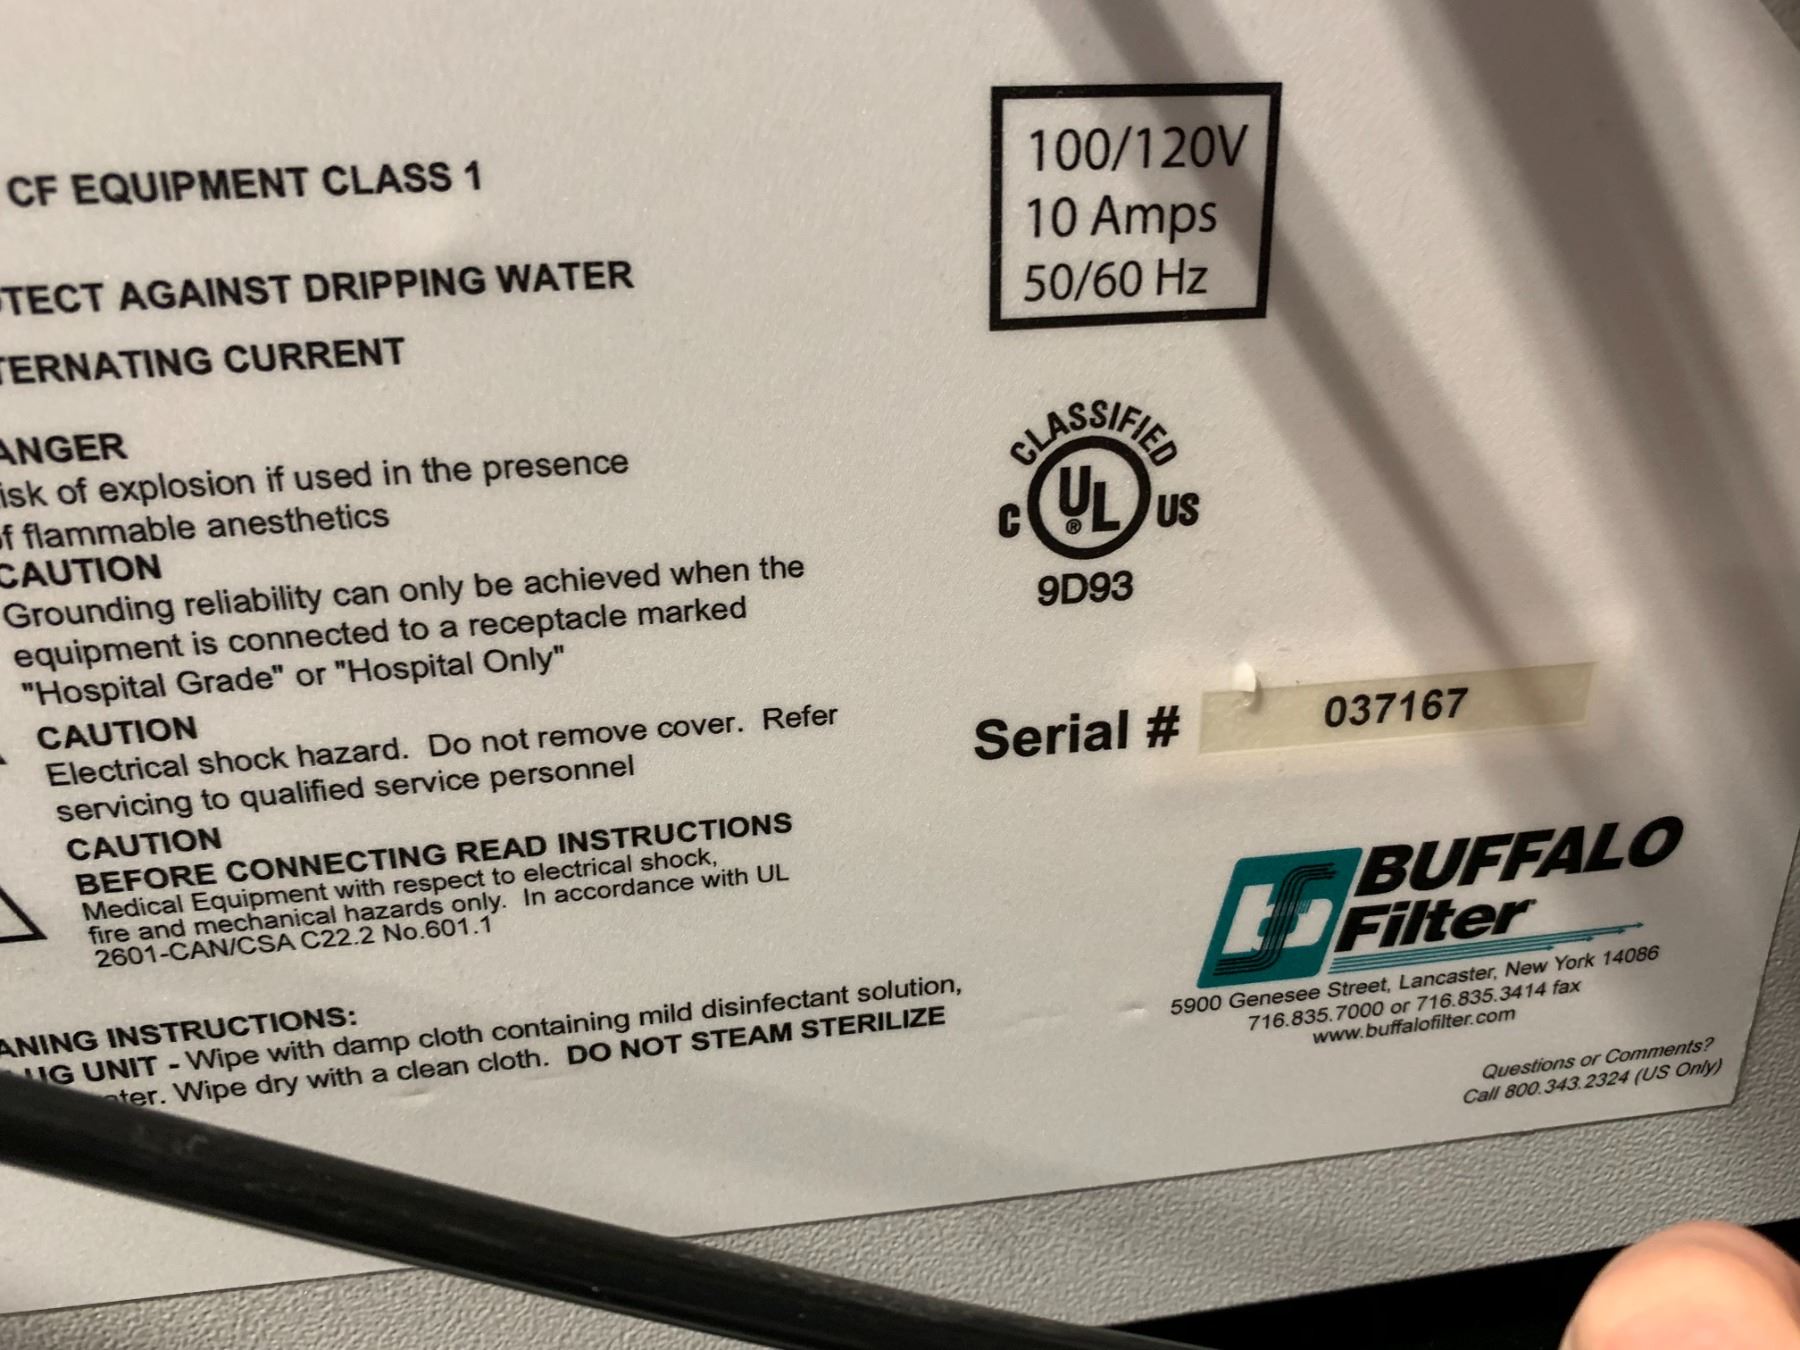 CF EQUIPMENT CLASS 1
TECT AGAINST DRIPPING WATER
TERNATING CURRENT
ANGER
isk of explosion if used in the presence
of flammable anesthetics
CAUTION
Grounding reliability can only be achieved when the
equipment is connected to a receptacle marked
"Hospital Grade" or "Hospital Only"
CAUTION
Electrical shock hazard. Do not remove cover. Refer
servicing to qualified service personnel
CAUTION
BEFORE CONNECTING READ INSTRUCTIONS
Medical Equipment with respect to electrical shock,
fire and mechanical hazards only. In accordance with UL
2601-CAN/CSA C22.2 No.601.1
ANING INSTRUCTIONS:
UG UNIT - Wipe with damp cloth containing mild disinfectant solution,
ter. Wipe dry with a clean cloth. DO NOT STEAM STERILIZE
100/120V
10 Amps
50/60 Hz
CLASSIFIED
C UL® US
9D93
Serial # 037167
BUFFALO
Filter
5900 Genesee Street, Lancaster, New York 14086
716.835.7000 or 716.835.3414 fax
www.buffalofilter.com
Questions or Comments?
Call 800.343.2324 (US Only)